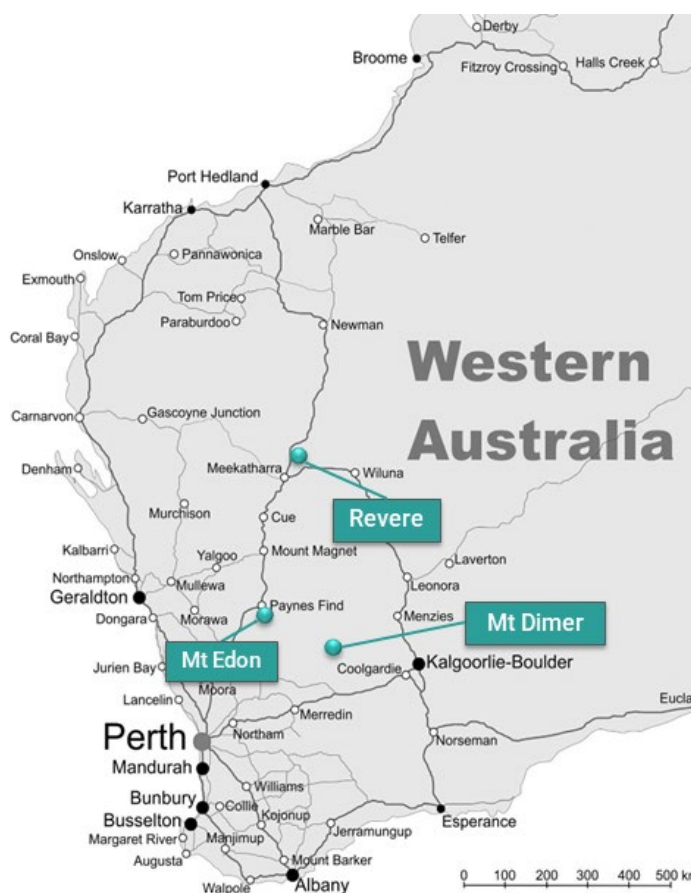 Derby
Broome
Fitzroy Crossing
Halls Creek
Port Hedland
Karratha
Marble Bar
Telfer
Onslow
Pannawonica
Exmouth
Tom Price
Paraburdoo
Newman
Coral Bay
Western
Australia
Carnarvon
Gascoyne Junction
Denham
Meekatharra
Wiluna
Revere
Murchison
Cue
Kalbarri
Yalgoo
Mount Magnet
Laverton
Northampton
Mullewa
Leonora
Geraldton
Paynes Find
Morawa
Menzies
Dongara
Mt Dimer
Mt Edon
Jurien Bay
Coolgardie
Kalgoorlie-Boulder
Moora
Lancelin
Merredin
Eucla
Perth
Northam
Norseman
Mandurah
Williams
Bunbury
Collie
Busselton
Kojonup
Esperance
Margaret River
Manjimup
Jerramungup
Augusta
Mount Barker
Walpole
Albany
0 100 200 300 400 500 km